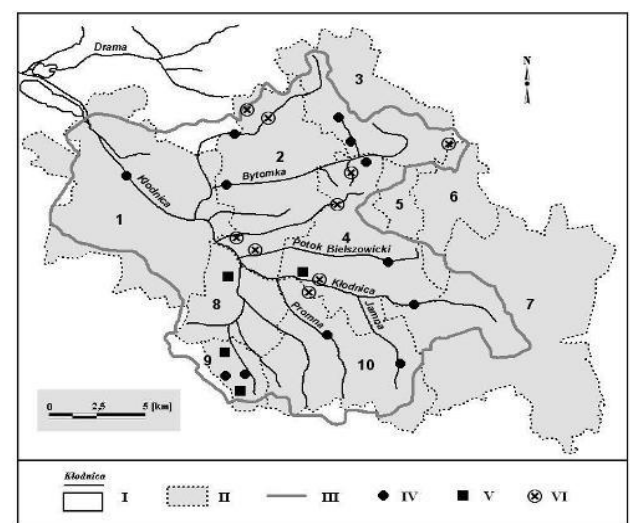 Drama
N
3
2
Kłodnica
Bytomka
1
5
6
4
Potok Bielszowicki
7
Kłodnica
8
Promna
Jamna
9
10
0 2,5 5 [km]
Kłodnica
I II III IV V VI